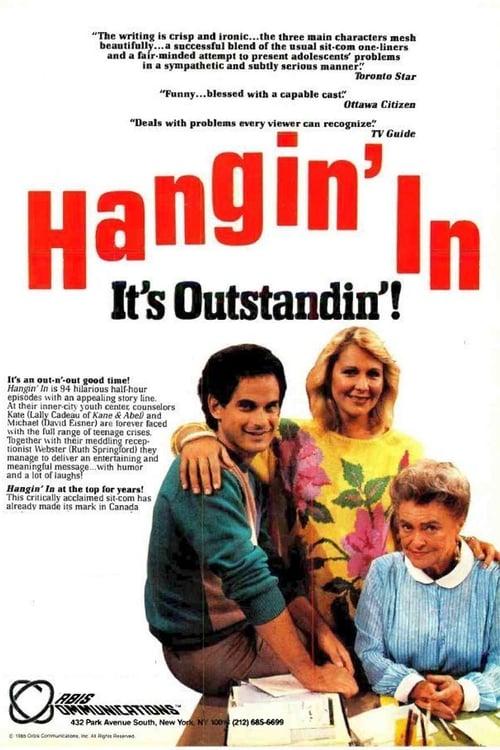 "The writing is crisp and ironic...the three main characters mesh
beautifully...a successful blend of the usual sit-com one-liners
and a fair-minded attempt to present adolescents' problems
in a sympathetic and subtly serious manner."
Toronto Star
"Funny...blessed with a capable cast."
Ottawa Citizen
"Deals with problems every viewer can recognize."
TV Guide
Hangin' In
It's Outstandin'!
It's an out-n'-out good time!
Hangin' In is 94 hilarious half-hour
episodes with an appealing story line.
At their inner-city youth center, counselors
Kate (Lally Cadeau of Kane & Abel) and
Michael (David Eisner) are forever faced
with the full range of teenage crises.
Together with their meddling recep-
tionist Webster (Ruth Springford) they
manage to deliver an entertaining and
meaningful message...with humor
and a lot of laughs!
Hangin' In at the top for years!
This critically acclaimed sit-com has
already made its mark in Canada
ORBIS
COMMUNICATIONS™
432 Park Avenue South, New York, NY 10016 (212) 685-6699
© 1985 Orbis Communications, Inc. All Rights Reserved.